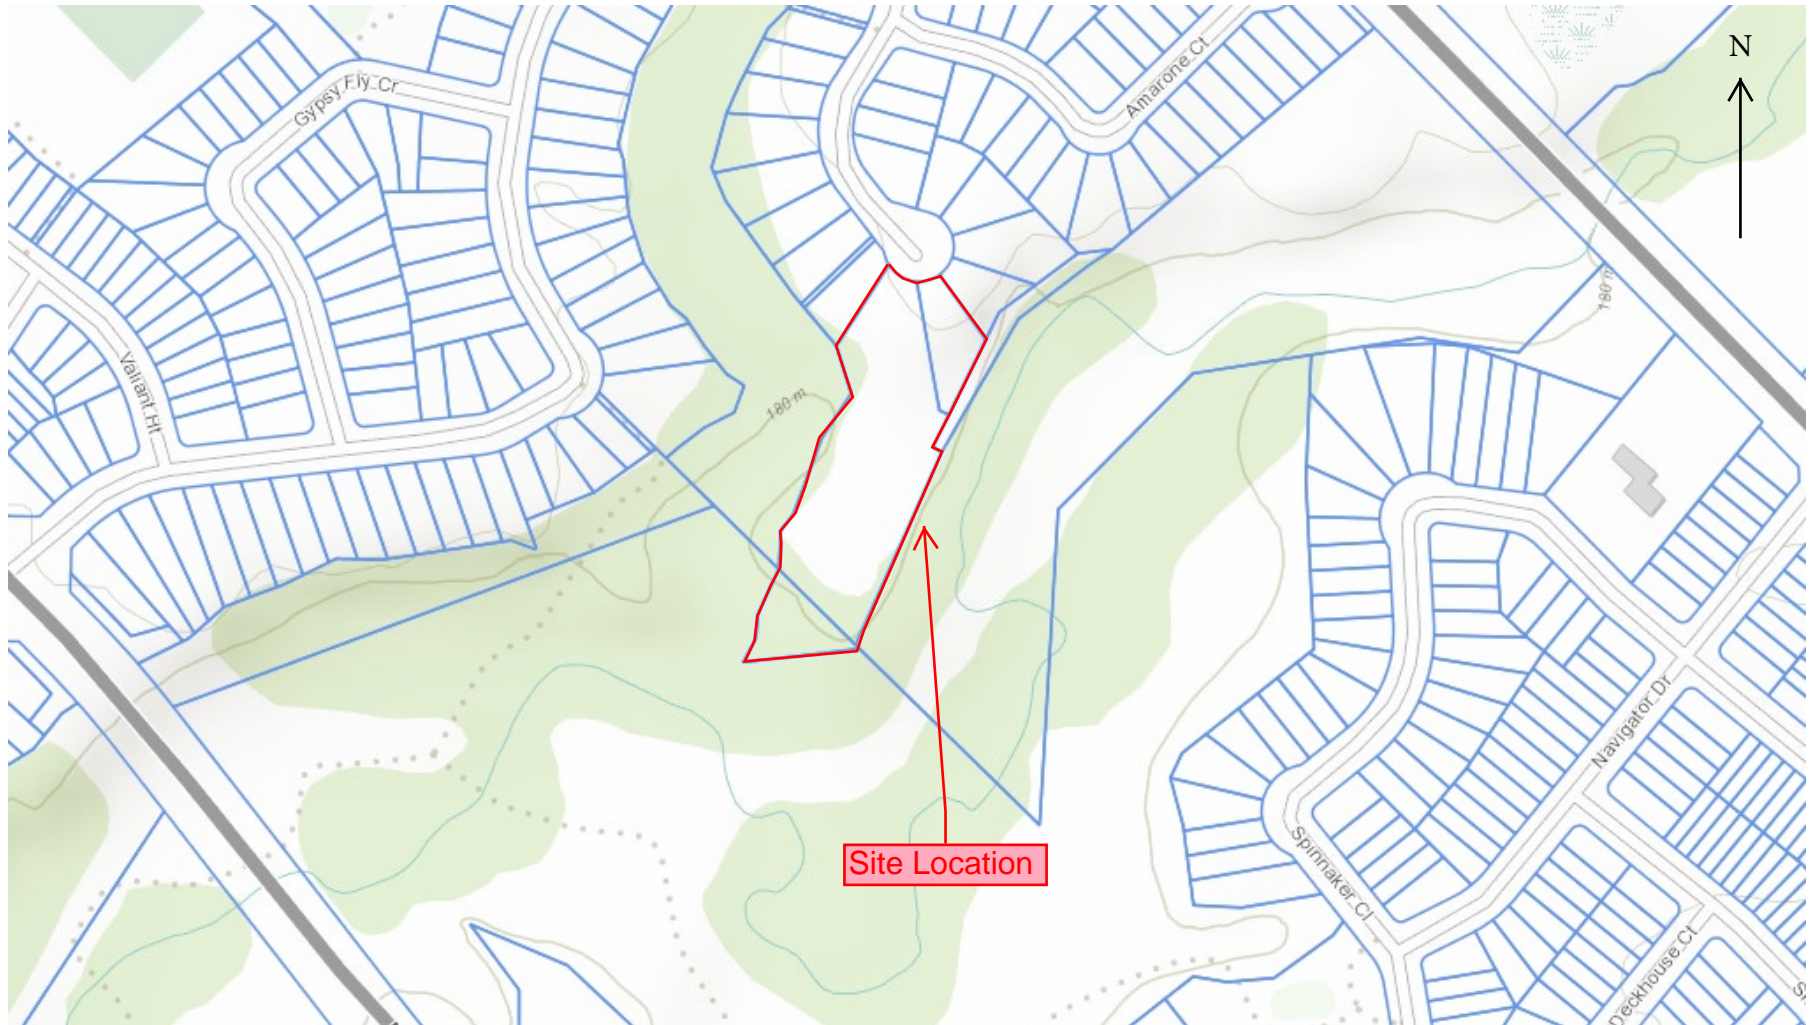 N
Amarone Ct
Gypsy Fly Cr
180 m
Valiant Ht
180 m
Navigator Dr
Site Location
Spinnaker Cl
Deckhouse Ct